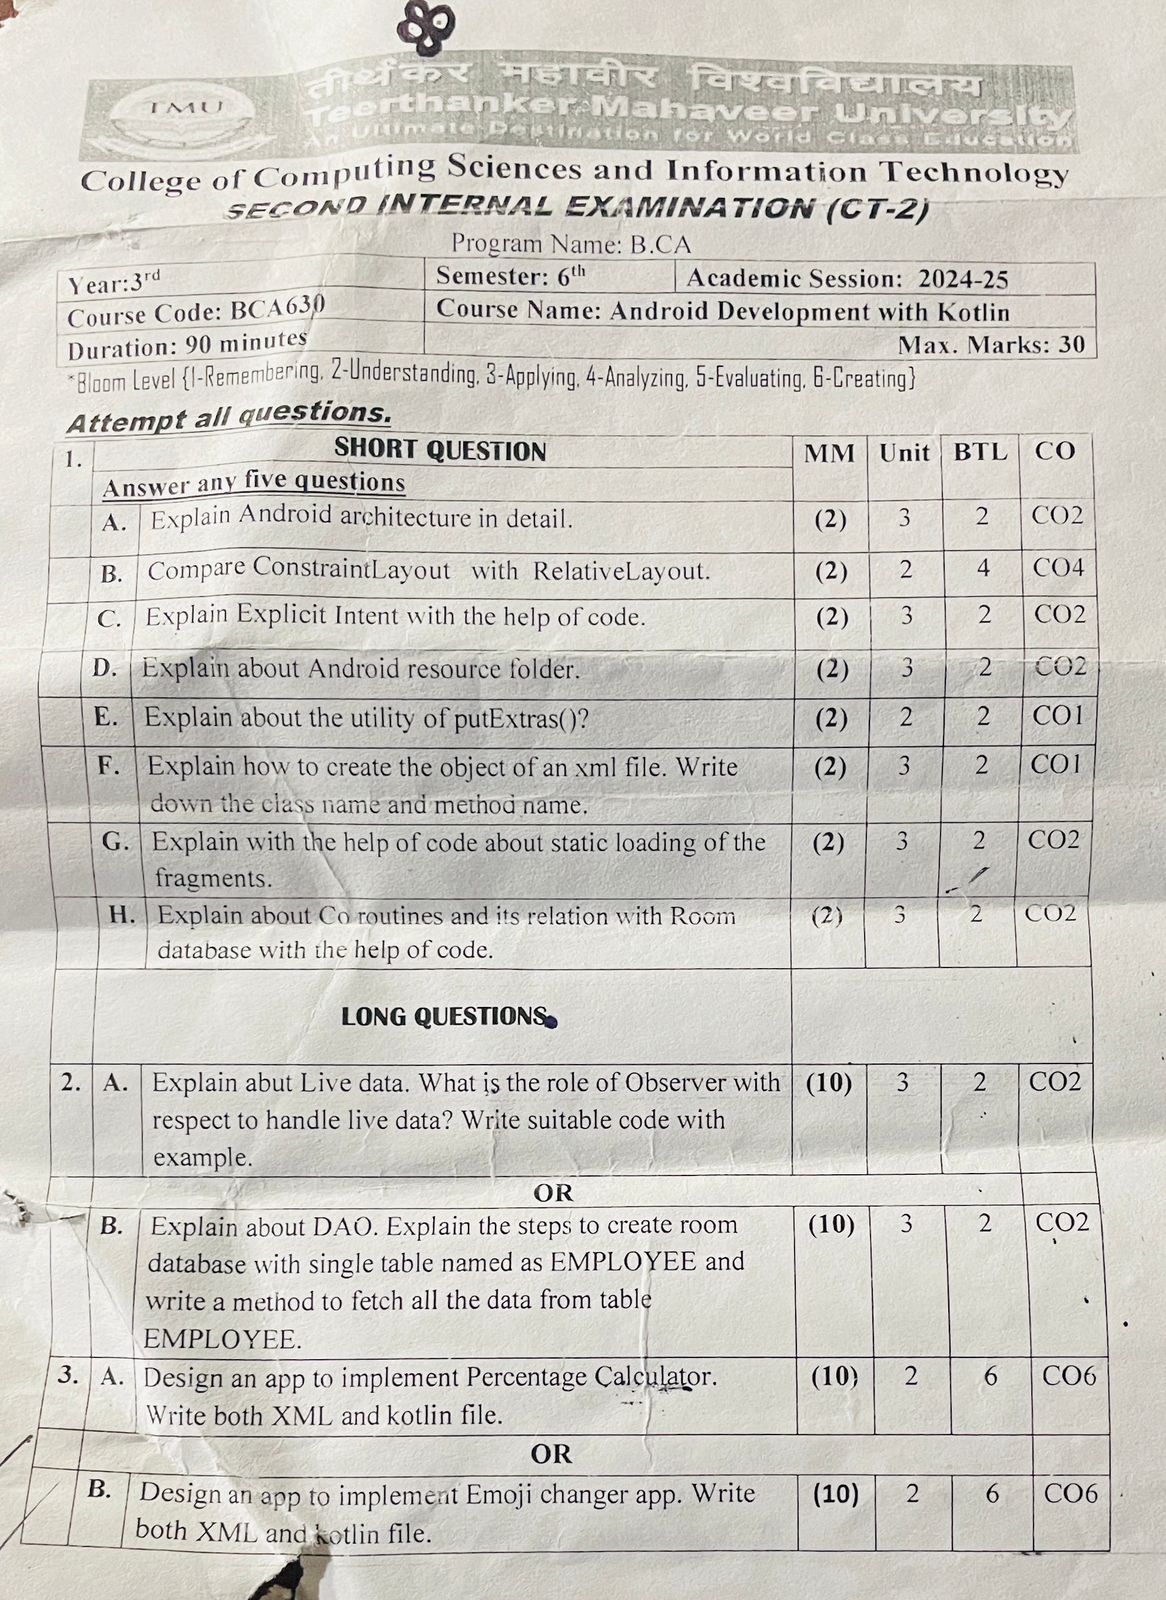 TMU
तीर्थंकर महावीर विश्वविद्यालय
Teerthanker Mahaveer University
An Ultimate Destination for World Class Education
College of Computing Sciences and Information Technology
SECOND INTERNAL EXAMINATION (CT-2)
Program Name: B.CA
Year:3rd Semester: 6th Academic Session: 2024-25
Course Code: BCA630 Course Name: Android Development with Kotlin
Duration: 90 minutes Max. Marks: 30
*Bloom Level {1-Remembering, 2-Understanding, 3-Applying, 4-Analyzing, 5-Evaluating, 6-Creating}
Attempt all questions.
1. SHORT QUESTION MM Unit BTL CO
Answer any five questions
A. Explain Android architecture in detail. (2) 3 2 CO2
B. Compare ConstraintLayout with RelativeLayout. (2) 2 4 CO4
C. Explain Explicit Intent with the help of code. (2) 3 2 CO2
D. Explain about Android resource folder. (2) 3 2 CO2
E. Explain about the utility of putExtras()? (2) 2 2 CO1
F. Explain how to create the object of an xml file. Write (2) 3 2 CO1
down the class name and method name.
G. Explain with the help of code about static loading of the (2) 3 2 CO2
fragments.
H. Explain about Co routines and its relation with Room (2) 3 2 CO2
database with the help of code.
LONG QUESTIONS
2. A. Explain abut Live data. What is the role of Observer with (10) 3 2 CO2
respect to handle live data? Write suitable code with
example.
OR
B. Explain about DAO. Explain the steps to create room (10) 3 2 CO2
database with single table named as EMPLOYEE and
write a method to fetch all the data from table
EMPLOYEE.
3. A. Design an app to implement Percentage Calculator. (10) 2 6 CO6
Write both XML and kotlin file.
OR
B. Design an app to implement Emoji changer app. Write (10) 2 6 CO6
both XML and kotlin file.